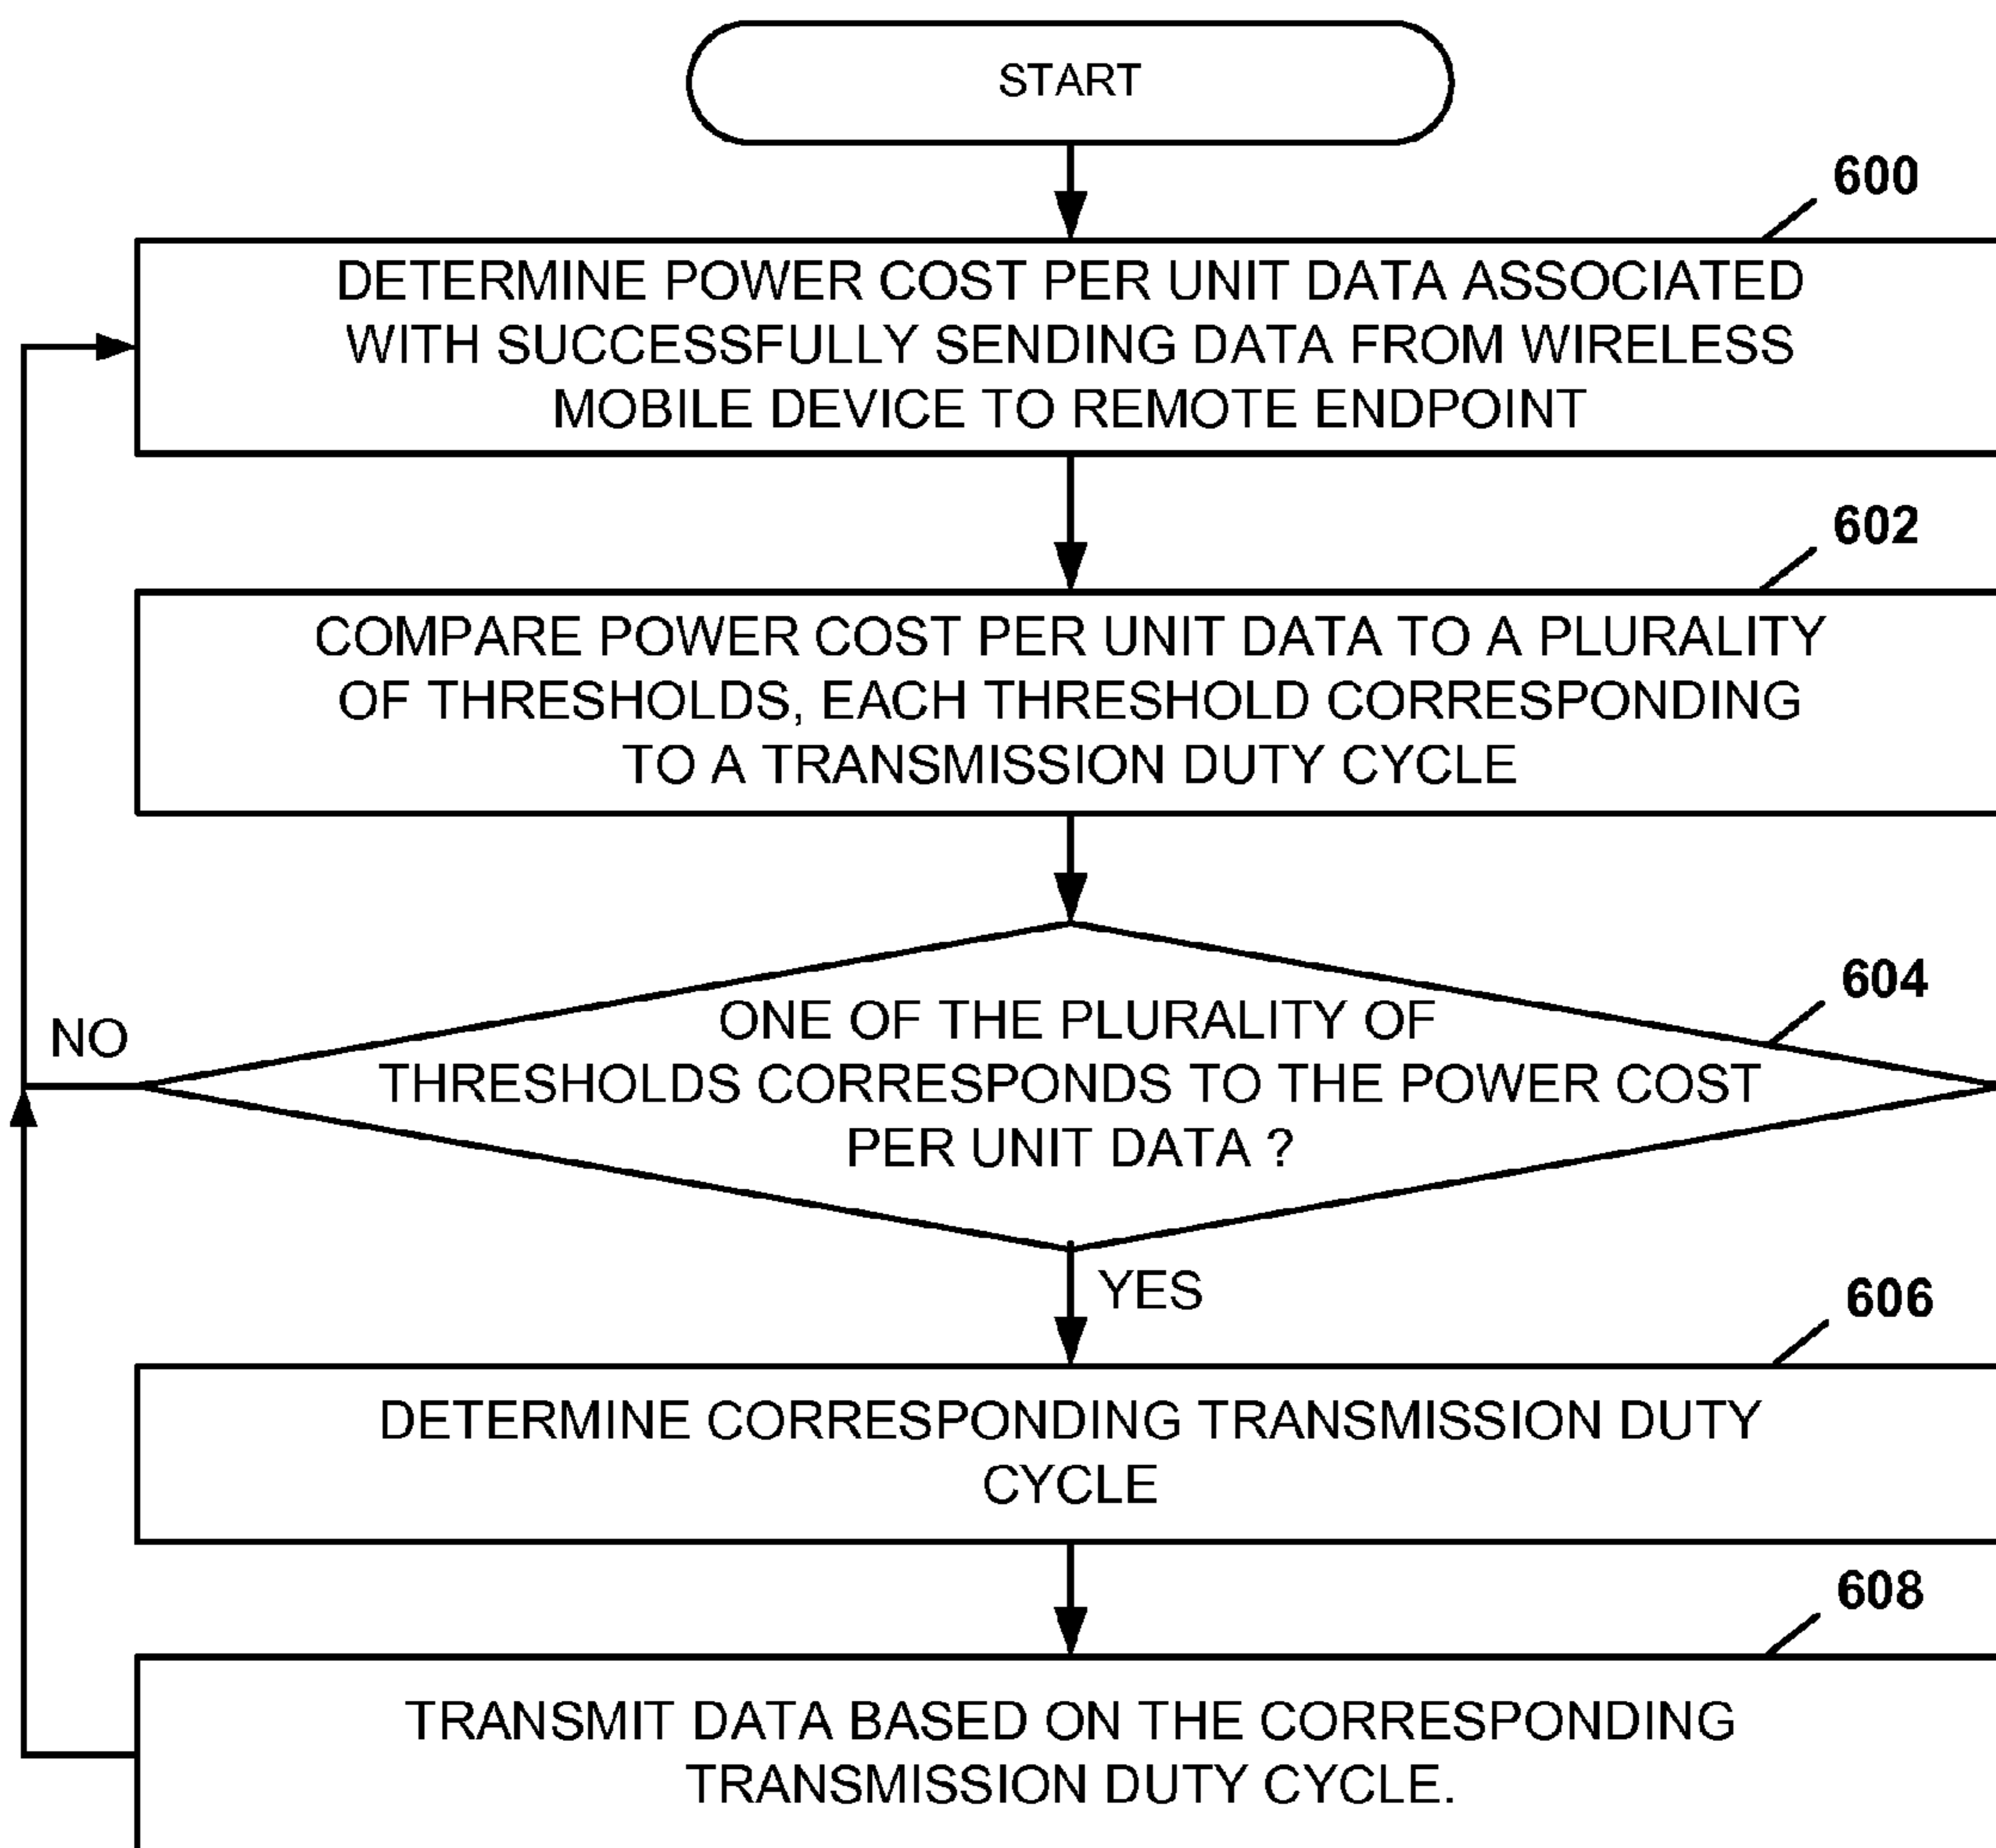 START
600
DETERMINE POWER COST PER UNIT DATA ASSOCIATED
WITH SUCCESSFULLY SENDING DATA FROM WIRELESS
MOBILE DEVICE TO REMOTE ENDPOINT
602
COMPARE POWER COST PER UNIT DATA TO A PLURALITY
OF THRESHOLDS, EACH THRESHOLD CORRESPONDING
TO A TRANSMISSION DUTY CYCLE
604
NO
ONE OF THE PLURALITY OF
THRESHOLDS CORRESPONDS TO THE POWER COST
PER UNIT DATA ?
YES
606
DETERMINE CORRESPONDING TRANSMISSION DUTY
CYCLE
608
TRANSMIT DATA BASED ON THE CORRESPONDING
TRANSMISSION DUTY CYCLE.